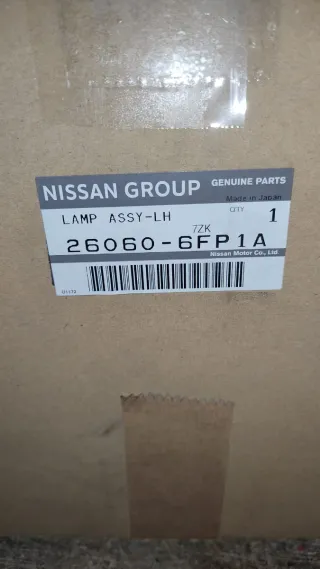 NISSAN GROUP GENUINE PARTS
Made in Japan
LAMP ASSY-LH QTY 1
7ZK
26060-6FP1A
Nissan Motor Co., Ltd